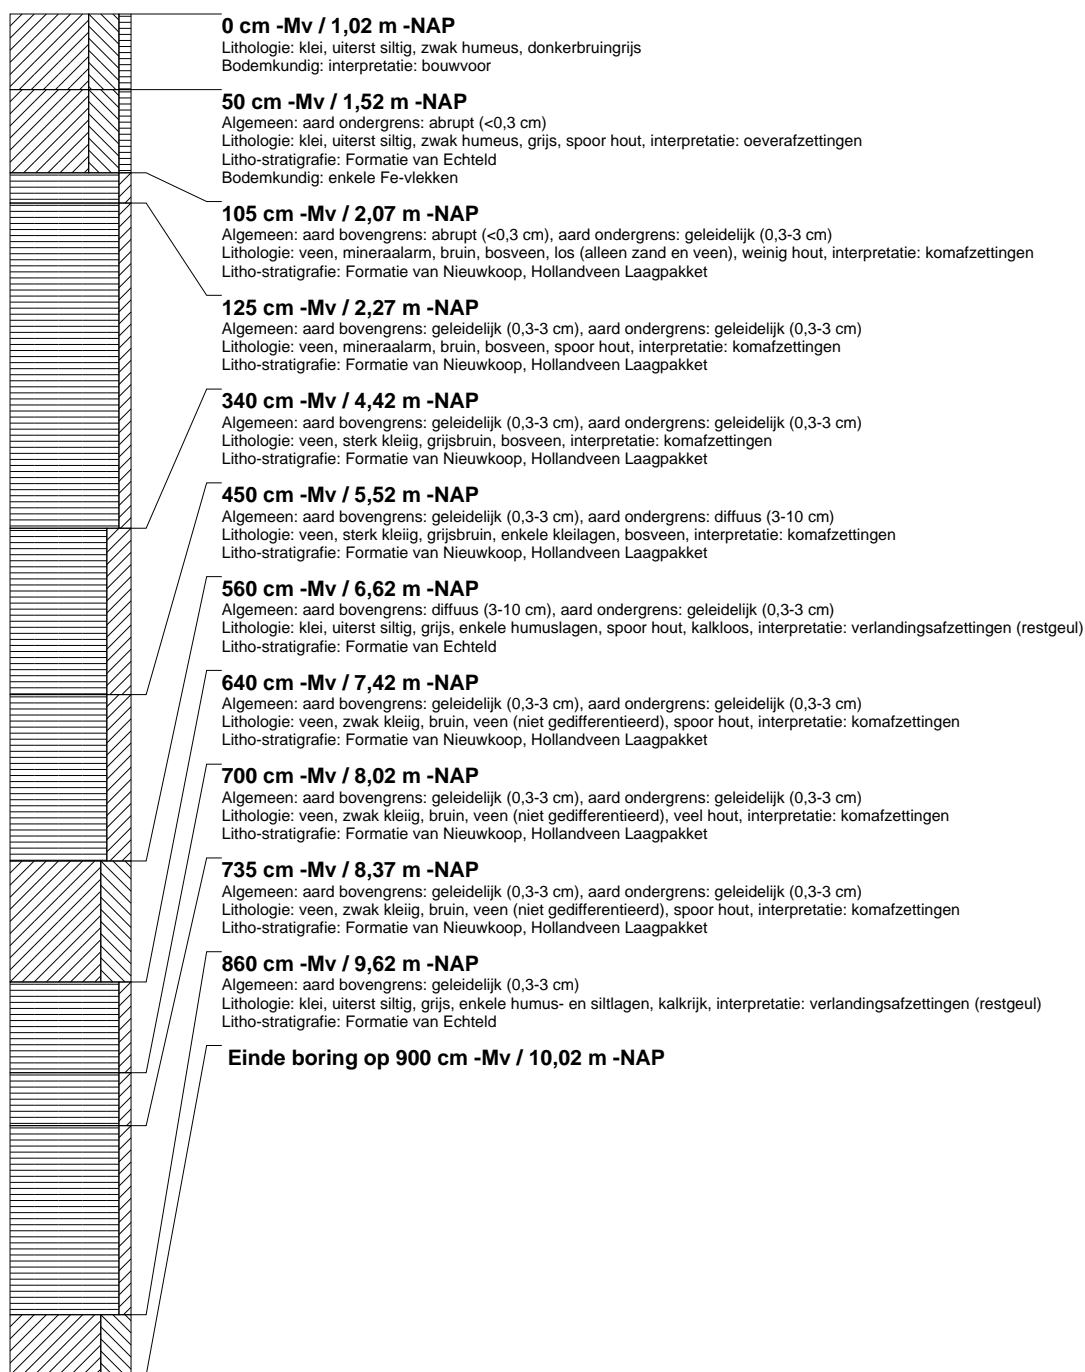 0 cm -Mv / 1,02 m -NAP
Lithologie: klei, uiterst siltig, zwak humeus, donkerbruingrijs
Bodemkundig: interpretatie: bouwvoor
50 cm -Mv / 1,52 m -NAP
Algemeen: aard ondergrens: abrupt (<0,3 cm)
Lithologie: klei, uiterst siltig, zwak humeus, grijs, spoor hout, interpretatie: oeverafzettingen
Litho-stratigrafie: Formatie van Echteld
Bodemkundig: enkele Fe-vlekken
105 cm -Mv / 2,07 m -NAP
Algemeen: aard bovengrens: abrupt (<0,3 cm), aard ondergrens: geleidelijk (0,3-3 cm)
Lithologie: veen, mineraalarm, bruin, bosveen, los (alleen zand en veen), weinig hout, interpretatie: komafzettingen
Litho-stratigrafie: Formatie van Nieuwkoop, Hollandveen Laagpakket
125 cm -Mv / 2,27 m -NAP
Algemeen: aard bovengrens: geleidelijk (0,3-3 cm), aard ondergrens: geleidelijk (0,3-3 cm)
Lithologie: veen, mineraalarm, bruin, bosveen, spoor hout, interpretatie: komafzettingen
Litho-stratigrafie: Formatie van Nieuwkoop, Hollandveen Laagpakket
340 cm -Mv / 4,42 m -NAP
Algemeen: aard bovengrens: geleidelijk (0,3-3 cm), aard ondergrens: geleidelijk (0,3-3 cm)
Lithologie: veen, sterk kleiig, grijsbruin, bosveen, interpretatie: komafzettingen
Litho-stratigrafie: Formatie van Nieuwkoop, Hollandveen Laagpakket
450 cm -Mv / 5,52 m -NAP
Algemeen: aard bovengrens: geleidelijk (0,3-3 cm), aard ondergrens: diffuus (3-10 cm)
Lithologie: veen, sterk kleiig, grijsbruin, enkele kleilagen, bosveen, interpretatie: komafzettingen
Litho-stratigrafie: Formatie van Nieuwkoop, Hollandveen Laagpakket
560 cm -Mv / 6,62 m -NAP
Algemeen: aard bovengrens: diffuus (3-10 cm), aard ondergrens: geleidelijk (0,3-3 cm)
Lithologie: klei, uiterst siltig, grijs, enkele humuslagen, spoor hout, kalkloos, interpretatie: verlandingsafzettingen (restgeul)
Litho-stratigrafie: Formatie van Echteld
640 cm -Mv / 7,42 m -NAP
Algemeen: aard bovengrens: geleidelijk (0,3-3 cm), aard ondergrens: geleidelijk (0,3-3 cm)
Lithologie: veen, zwak kleiig, bruin, veen (niet gedifferentieerd), spoor hout, interpretatie: komafzettingen
Litho-stratigrafie: Formatie van Nieuwkoop, Hollandveen Laagpakket
700 cm -Mv / 8,02 m -NAP
Algemeen: aard bovengrens: geleidelijk (0,3-3 cm), aard ondergrens: geleidelijk (0,3-3 cm)
Lithologie: veen, zwak kleiig, bruin, veen (niet gedifferentieerd), veel hout, interpretatie: komafzettingen
Litho-stratigrafie: Formatie van Nieuwkoop, Hollandveen Laagpakket
735 cm -Mv / 8,37 m -NAP
Algemeen: aard bovengrens: geleidelijk (0,3-3 cm), aard ondergrens: geleidelijk (0,3-3 cm)
Lithologie: veen, zwak kleiig, bruin, veen (niet gedifferentieerd), spoor hout, interpretatie: komafzettingen
Litho-stratigrafie: Formatie van Nieuwkoop, Hollandveen Laagpakket
860 cm -Mv / 9,62 m -NAP
Algemeen: aard bovengrens: geleidelijk (0,3-3 cm)
Lithologie: klei, uiterst siltig, grijs, enkele humus- en siltlagen, kalkrijk, interpretatie: verlandingsafzettingen (restgeul)
Litho-stratigrafie: Formatie van Echteld
Einde boring op 900 cm -Mv / 10,02 m -NAP